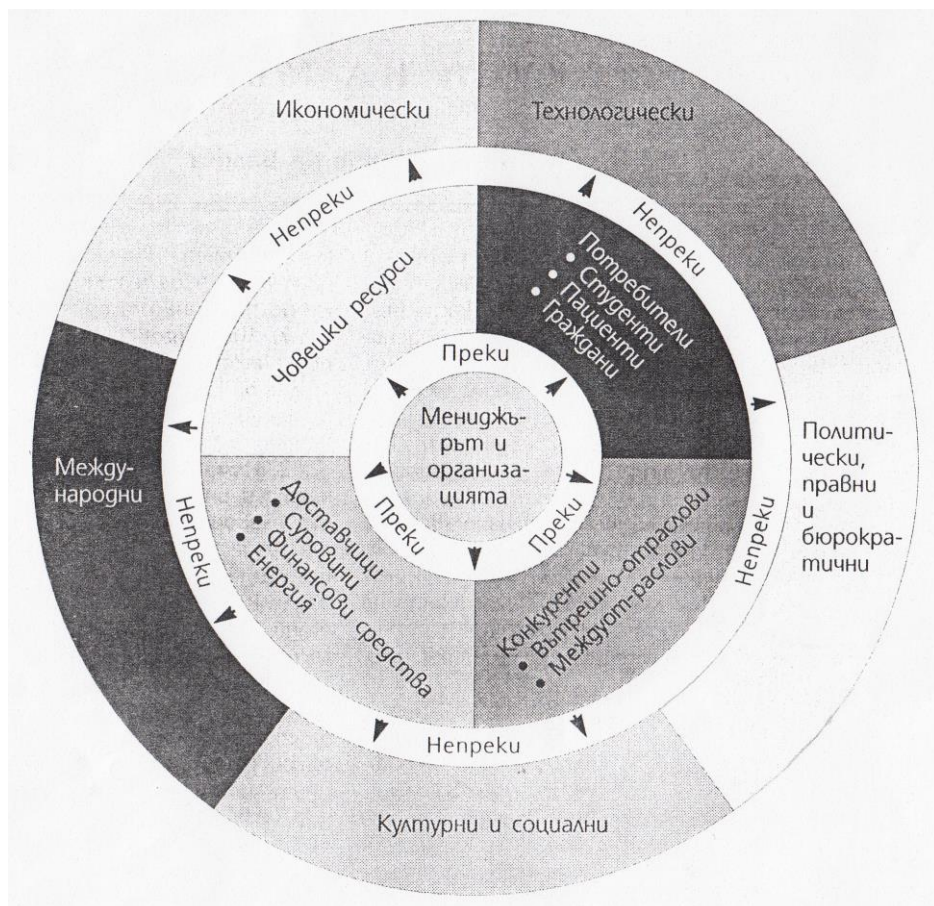 Икономически
Технологически
Непреки
Непреки
Човешки ресурси
Потребители
Студенти
Пациенти
Граждани
Преки
Мениджъ-
рът и
организа-
цията
Преки
Преки
Между-
народни
Полити-
чески,
правни
и
бюрокра-
тични
Непреки
Непреки
Доставчици
Суровини
Финансови средства
Енергия
Конкуренти
Вътрешно-отраслови
Междуот-раслови
Непреки
Културни и социални